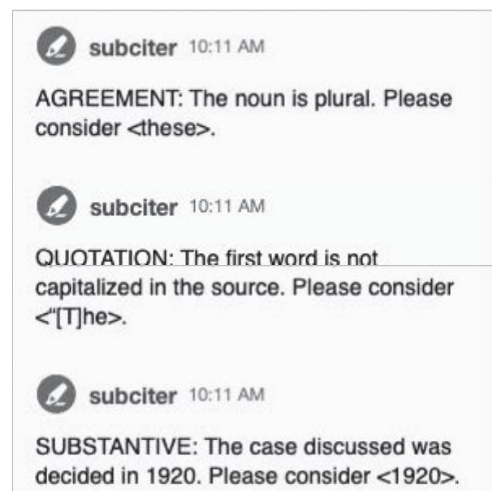 subciter 10:11 AM
AGREEMENT: The noun is plural. Please
consider <these>.
subciter 10:11 AM
QUOTATION: The first word is not
capitalized in the source. Please consider
<“[T]he>.
subciter 10:11 AM
SUBSTANTIVE: The case discussed was
decided in 1920. Please consider <1920>.